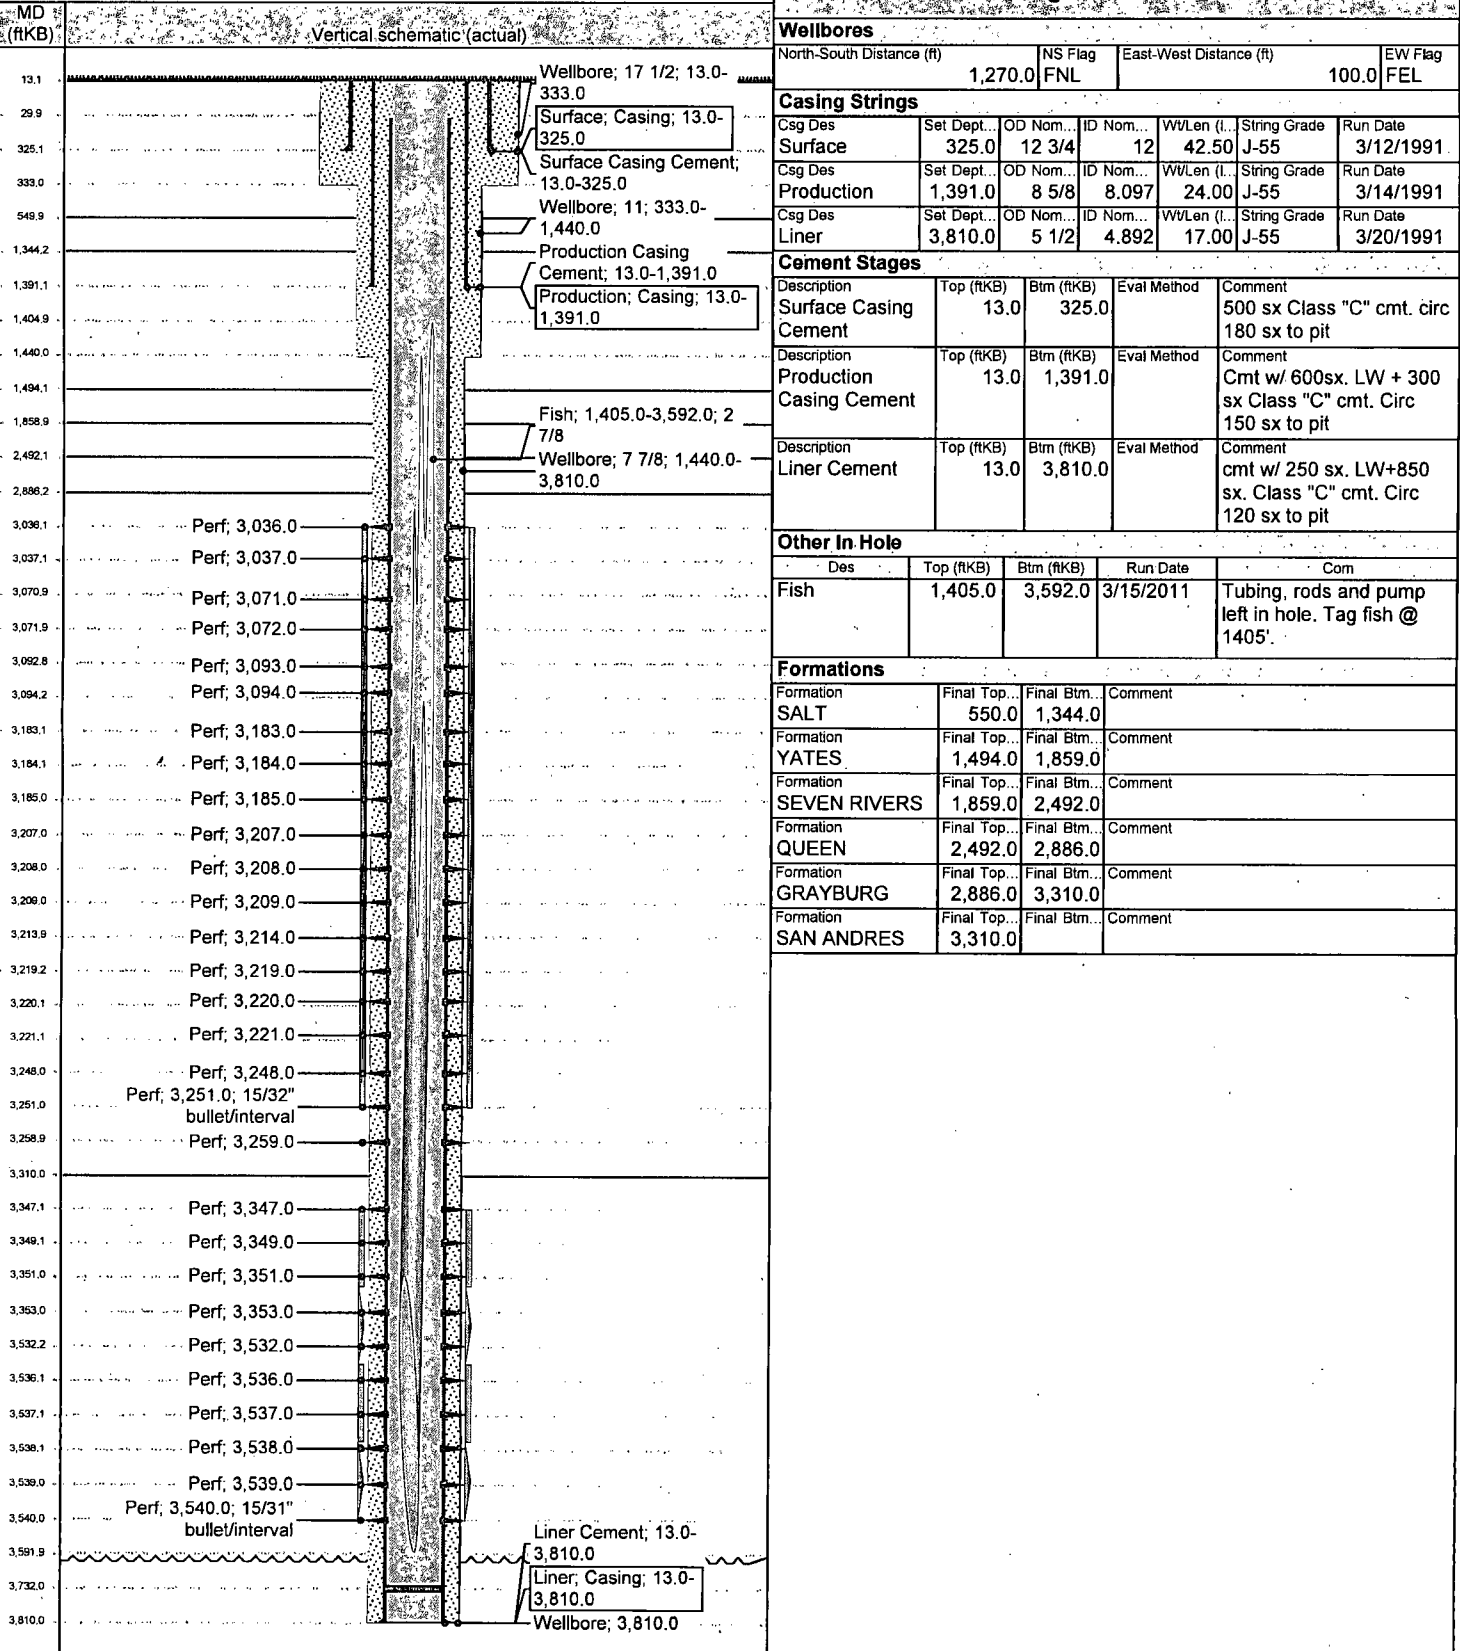 MD
(ftKB)
Vertical schematic (actual)
13.1
29.9
325.1
333.0
549.9
1,344.2
1,391.1
1,404.9
1,440.0
1,494.1
1,858.9
2,492.1
2,886.2
3,036.1
3,037.1
3,070.9
3,071.9
3,092.8
3,094.2
3,183.1
3,184.1
3,185.0
3,207.0
3,208.0
3,209.0
3,213.9
3,219.2
3,220.1
3,221.1
3,248.0
3,251.0
3,258.9
3,310.0
3,347.1
3,349.1
3,351.0
3,353.0
3,532.2
3,536.1
3,537.1
3,538.1
3,539.0
3,540.0
3,591.9
3,732.0
3,810.0
Perf; 3,036.0
Perf; 3,037.0
Perf; 3,071.0
Perf; 3,072.0
Perf; 3,093.0
Perf; 3,094.0
Perf; 3,183.0
Perf; 3,184.0
Perf; 3,185.0
Perf; 3,207.0
Perf; 3,208.0
Perf; 3,209.0
Perf; 3,214.0
Perf; 3,219.0
Perf; 3,220.0
Perf; 3,221.0
Perf; 3,248.0
Perf; 3,251.0; 15/32"
bullet/interval
Perf; 3,259.0
Perf; 3,347.0
Perf; 3,349.0
Perf; 3,351.0
Perf; 3,353.0
Perf; 3,532.0
Perf; 3,536.0
Perf; 3,537.0
Perf; 3,538.0
Perf; 3,539.0
Perf; 3,540.0; 15/31"
bullet/interval
Wellbore; 17 1/2; 13.0-
333.0
Surface; Casing; 13.0-
325.0
Surface Casing Cement;
13.0-325.0
Wellbore; 11; 333.0-
1,440.0
Production Casing
Cement; 13.0-1,391.0
Production; Casing; 13.0-
1,391.0
Fish; 1,405.0-3,592.0; 2
7/8
Wellbore; 7 7/8; 1,440.0-
3,810.0
Liner Cement; 13.0-
3,810.0
Liner; Casing; 13.0-
3,810.0
Wellbore; 3,810.0
Wellbores
North-South Distance (ft) NS Flag East-West Distance (ft) EW Flag
1,270.0 FNL 100.0 FEL
Casing Strings
Csg Des Set Dept... OD Nom... ID Nom... Wt/Len (l... String Grade Run Date
Surface 325.0 12 3/4 12 42.50 J-55 3/12/1991
Csg Des Set Dept... OD Nom... ID Nom... Wt/Len (l... String Grade Run Date
Production 1,391.0 8 5/8 8.097 24.00 J-55 3/14/1991
Csg Des Set Dept... OD Nom... ID Nom... Wt/Len (l... String Grade Run Date
Liner 3,810.0 5 1/2 4.892 17.00 J-55 3/20/1991
Cement Stages
Description Top (ftKB) Btm (ftKB) Eval Method Comment
Surface Casing 13.0 325.0 500 sx Class "C" cmt. circ
Cement 180 sx to pit
Description Top (ftKB) Btm (ftKB) Eval Method Comment
Production 13.0 1,391.0 Cmt w/ 600sx. LW + 300
Casing Cement sx Class "C" cmt. Circ
150 sx to pit
Description Top (ftKB) Btm (ftKB) Eval Method Comment
Liner Cement 13.0 3,810.0 cmt w/ 250 sx. LW+850
sx. Class "C" cmt. Circ
120 sx to pit
Other In Hole
Des Top (ftKB) Btm (ftKB) Run Date Com
Fish 1,405.0 3,592.0 3/15/2011 Tubing, rods and pump
left in hole. Tag fish @
1405'.
Formations
Formation Final Top... Final Btm... Comment
SALT 550.0 1,344.0
Formation Final Top... Final Btm... Comment
YATES 1,494.0 1,859.0
Formation Final Top... Final Btm... Comment
SEVEN RIVERS 1,859.0 2,492.0
Formation Final Top... Final Btm... Comment
QUEEN 2,492.0 2,886.0
Formation Final Top... Final Btm... Comment
GRAYBURG 2,886.0 3,310.0
Formation Final Top... Final Btm... Comment
SAN ANDRES 3,310.0